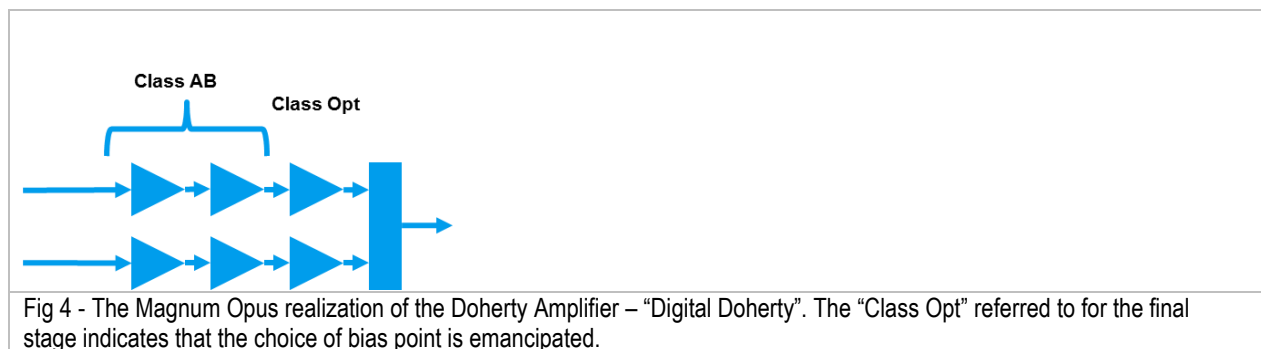 Class AB
Class Opt
Fig 4 - The Magnum Opus realization of the Doherty Amplifier – “Digital Doherty”. The “Class Opt” referred to for the final
stage indicates that the choice of bias point is emancipated.